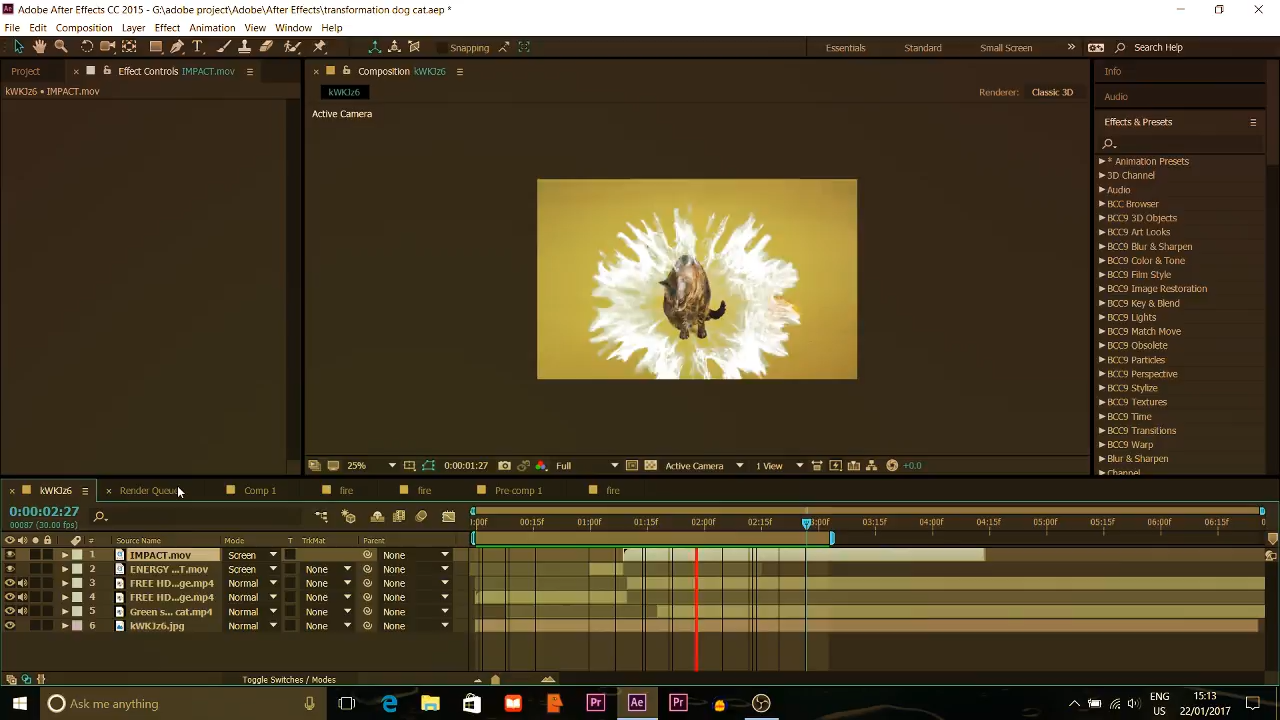 Adobe After Effects CC 2015 - E:\adobe project\Adobe\After Effects\transformation dog cat.aep *
File Edit Composition Layer Effect Animation View Window Help
Snapping
Essentials Standard Small Screen Search Help
Project Effect Controls IMPACT.mov
kWKJz6 • IMPACT.mov
Composition kWKJz6
kWKJz6
Renderer: Classic 3D
Active Camera
Info
Audio
Effects & Presets
* Animation Presets
3D Channel
Audio
BCC Browser
BCC9 3D Objects
BCC9 Art Looks
BCC9 Blur & Sharpen
BCC9 Color & Tone
BCC9 Film Style
BCC9 Image Restoration
BCC9 Key & Blend
BCC9 Lights
BCC9 Match Move
BCC9 Obsolete
BCC9 Particles
BCC9 Perspective
BCC9 Stylize
BCC9 Textures
BCC9 Time
BCC9 Transitions
BCC9 Warp
Blur & Sharpen
Channel
25% 0:00:01:27 Full Active Camera 1 View +0.0
kWKJz6 Render Queue Comp 1 fire fire Pre-comp 1 fire
0:00:02:27
00087 (30.00 fps)
:00f 00:15f 01:00f 01:15f 02:00f 02:15f 03:00f 03:15f 04:00f 04:15f 05:00f 05:15f 06:00f 06:15f
# Source Name Mode T TrkMat Parent
1 IMPACT.mov Screen None
2 ENERGY ...T.mov Screen None None
3 FREE HD...ge.mp4 Normal None None
4 FREE HD...ge.mp4 Normal None None
5 Green s... cat.mp4 Normal None None
6 kWKJz6.jpg Normal None None
Toggle Switches / Modes
Ask me anything
Pr Ae Pr
ENG
US
15:13
22/01/2017